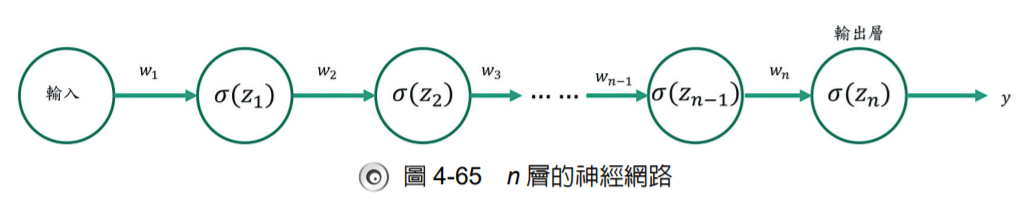 輸出層
w₁ w₂ w₃ wₙ₋₁ wₙ
輸入 σ(z₁) σ(z₂) …… σ(zₙ₋₁) σ(zₙ) y
圖 4-65 n 層的神經網路